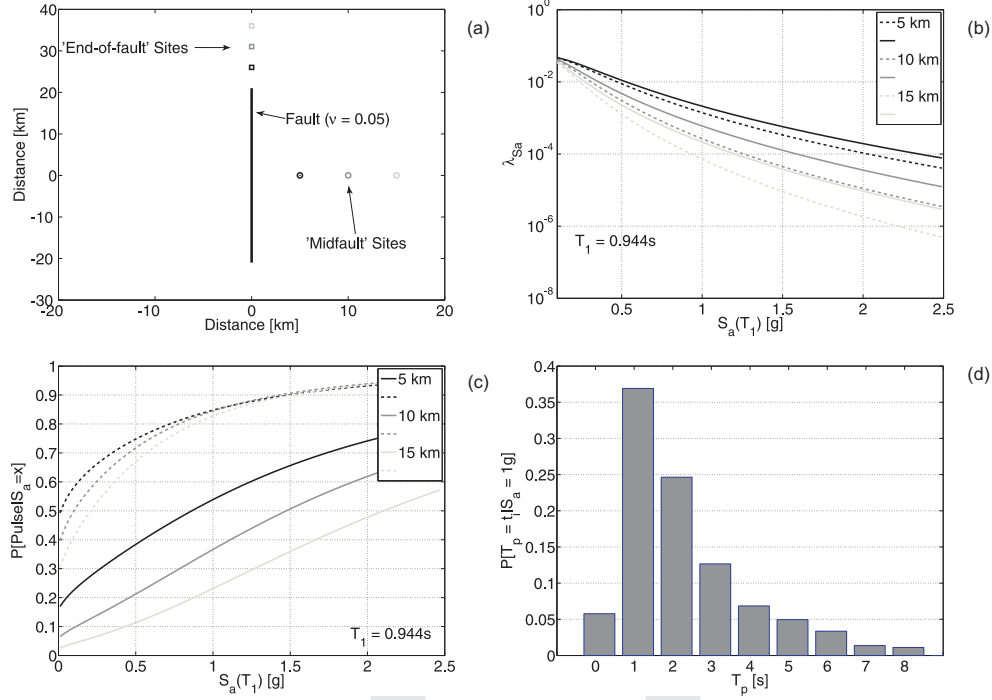 (a)
40
30
20
10
0
-10
-20
-30
-20
-10
0
10
20
Distance [km]
Distance [km]
'End-of-fault' Sites
Fault (ν = 0.05)
'Midfault' Sites
(b)
10^0
10^-2
10^-4
10^-6
10^-8
0.5
1
1.5
2
2.5
λ_Sa
S_a(T_1) [g]
T_1 = 0.944s
5 km
10 km
15 km
(c)
1
0.9
0.8
0.7
0.6
0.5
0.4
0.3
0.2
0.1
0
0
0.5
1
1.5
2
2.5
P[Pulse|S_a=x]
S_a(T_1) [g]
T_1 = 0.944s
5 km
10 km
15 km
(d)
0.4
0.35
0.3
0.25
0.2
0.15
0.1
0.05
0
0 1 2 3 4 5 6 7 8
P[T_p = t_i|S_a = 1g]
T_p [s]